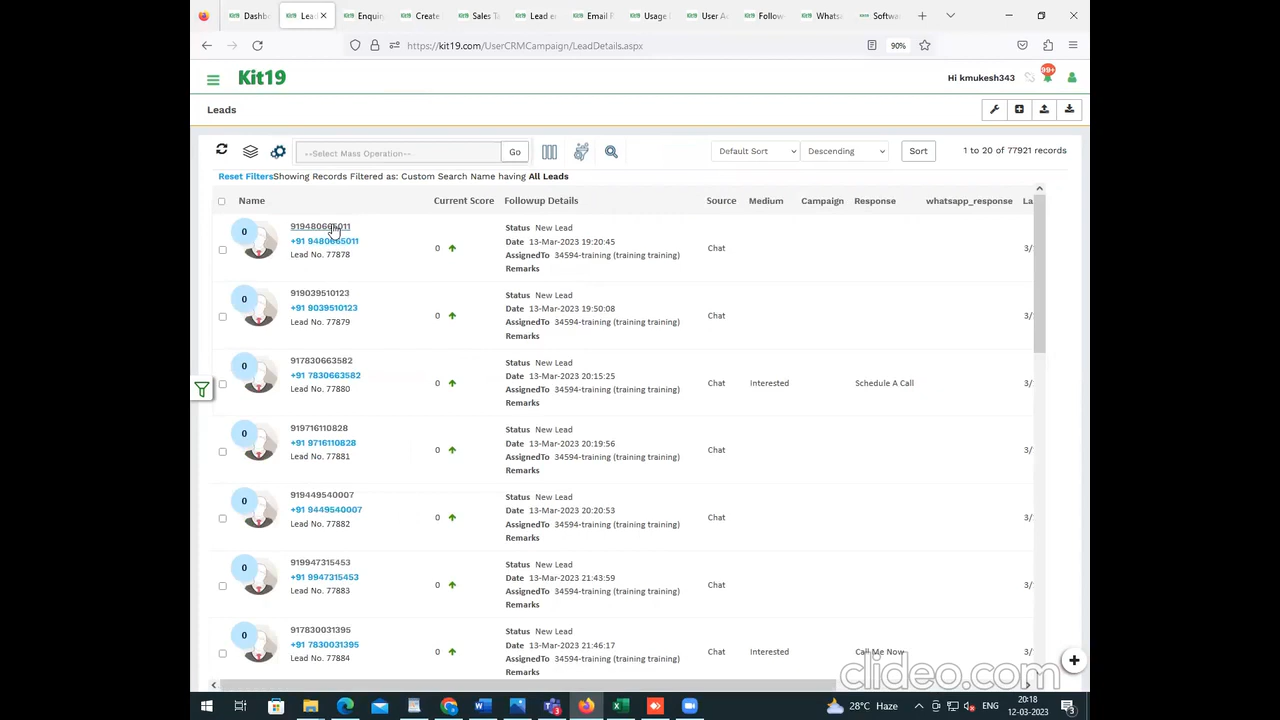 Dashbo
Lead
Enquir
Create
Sales Ta
Lead e
Email
Usage
User Ac
Follow-
Whats
Softwa
https://kit19.com/UserCRMCampaign/LeadDetails.aspx
90%
Kit19
Hi kmukesh343
99+
Leads
--Select Mass Operation--
Go
Default Sort
Descending
Sort
1 to 20 of 77921 records
Reset FiltersShowing Records Filtered as: Custom Search Name having All Leads
Name Current Score Followup Details Source Medium Campaign Response whatsapp_response La
0
919480665011
+91 9480665011
Lead No. 77878
0
Status New Lead
Date 13-Mar-2023 19:20:45
AssignedTo 34594-training (training training)
Remarks
Chat
3/
0
919039510123
+91 9039510123
Lead No. 77879
0
Status New Lead
Date 13-Mar-2023 19:50:08
AssignedTo 34594-training (training training)
Remarks
Chat
3/
0
917830663582
+91 7830663582
Lead No. 77880
0
Status New Lead
Date 13-Mar-2023 20:15:25
AssignedTo 34594-training (training training)
Remarks
Chat
Interested
Schedule A Call
3/
0
919716110828
+91 9716110828
Lead No. 77881
0
Status New Lead
Date 13-Mar-2023 20:19:56
AssignedTo 34594-training (training training)
Remarks
Chat
3/
0
919449540007
+91 9449540007
Lead No. 77882
0
Status New Lead
Date 13-Mar-2023 20:20:53
AssignedTo 34594-training (training training)
Remarks
Chat
3/
0
919947315453
+91 9947315453
Lead No. 77883
0
Status New Lead
Date 13-Mar-2023 21:43:59
AssignedTo 34594-training (training training)
Remarks
Chat
3/
0
917830031395
+91 7830031395
Lead No. 77884
0
Status New Lead
Date 13-Mar-2023 21:46:17
AssignedTo 34594-training (training training)
Remarks
Chat
Interested
Call Me Now
3/
clideo.com
28°C Haze
ENG
20:18
12-03-2023
3